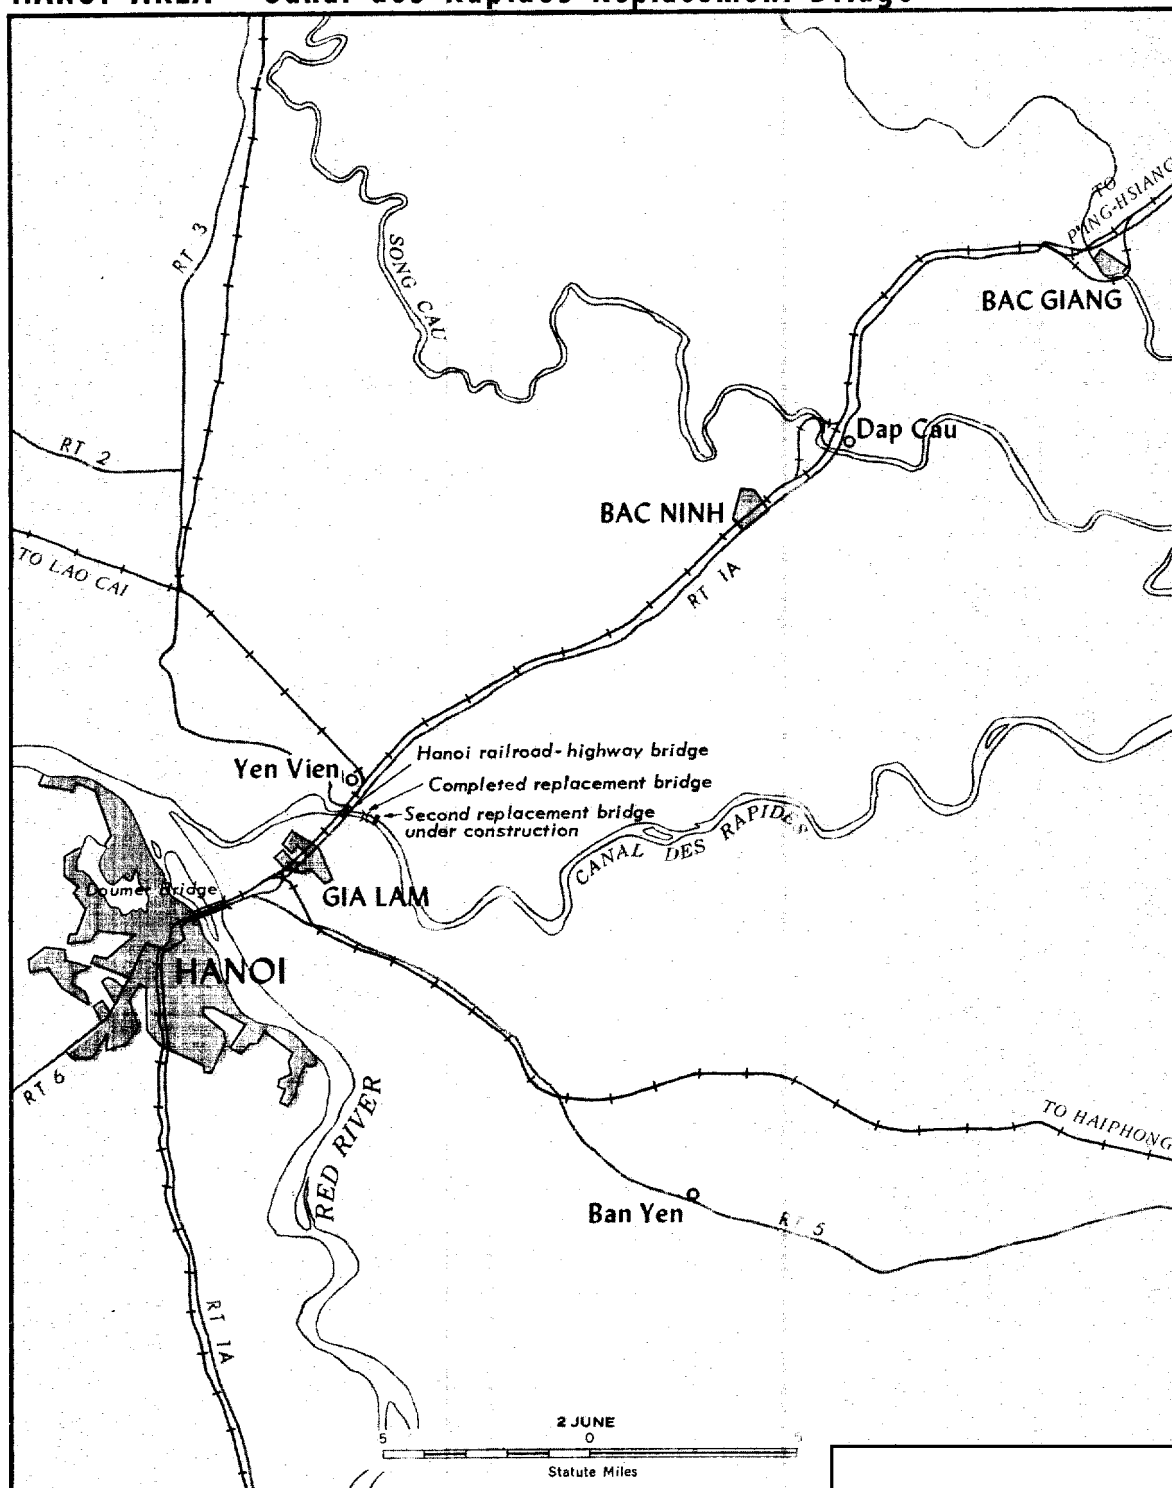 HANOI AREA - Canal des Rapides Replacement Bridge
RT 3
SONG CAU
TO
P'ING-HSIANG
BAC GIANG
RT 2
Dap Cau
BAC NINH
TO LAO CAI
RT 1A
Hanoi railroad-highway bridge
Yen Vien
Completed replacement bridge
Second replacement bridge
under construction
CANAL DES RAPIDES
Doumer Bridge
GIA LAM
HANOI
RT 6
RED RIVER
TO HAIPHONG
Ban Yen
RT 5
RT 1A
2 JUNE
5 0 5
Statute Miles